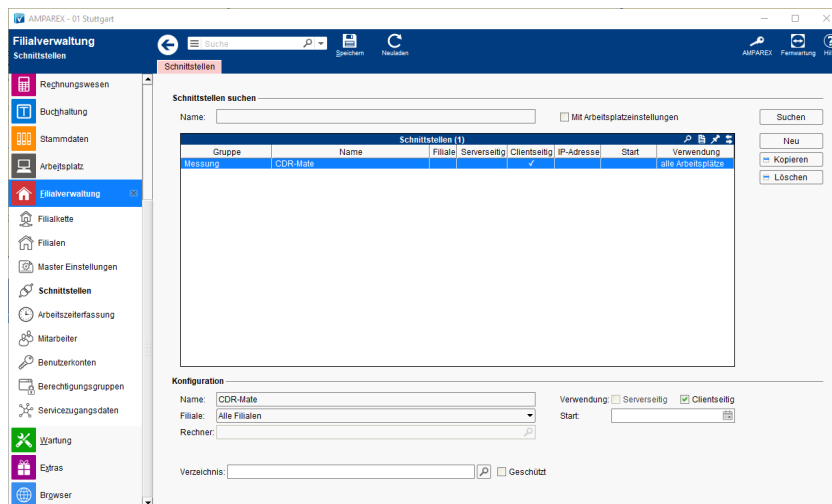 AMPAREX - 01 Stuttgart
Filialverwaltung
Schnittstellen
Suche
Speichern
Neuladen
AMPAREX
Fernwartung
Schnittstellen
Rechnungswesen
Buchhaltung
Stammdaten
Arbeitsplatz
Filialverwaltung
Filialkette
Filialen
Master Einstellungen
Schnittstellen
Arbeitszeiterfassung
Mitarbeiter
Benutzerkonten
Berechtigungsgruppen
Servicezugangsdaten
Wartung
Extras
Browser
Schnittstellen suchen
Name:
Mit Arbeitsplatzeinstellungen
Suchen
Schnittstellen (1)
Neu
Gruppe Name Filiale Serverseitig Clientseitig IP-Adresse Start Verwendung
Messung CDR-Mate alle Arbeitsplätze
Kopieren
Löschen
Konfiguration
Name: CDR-Mate
Verwendung: Serverseitig Clientseitig
Filiale: Alle Filialen
Start:
Rechner:
Verzeichnis:
Geschützt